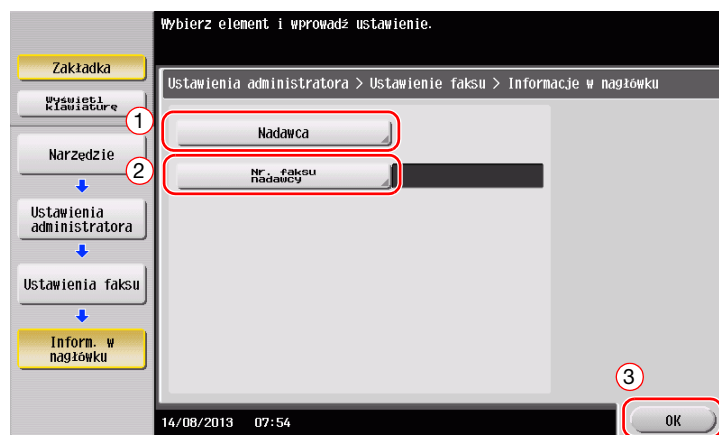 Wybierz element i wprowadź ustawienie.
Zakładka
Ustawienia administratora > Ustawienie faksu > Informacje w nagłówku
Wyświetl
klawiaturę
1
Nadawca
Narzędzie
2
Nr. faksu
nadawcy
Ustawienia
administratora
Ustawienia faksu
Inform. w
nagłówku
3
14/08/2013 07:54
OK